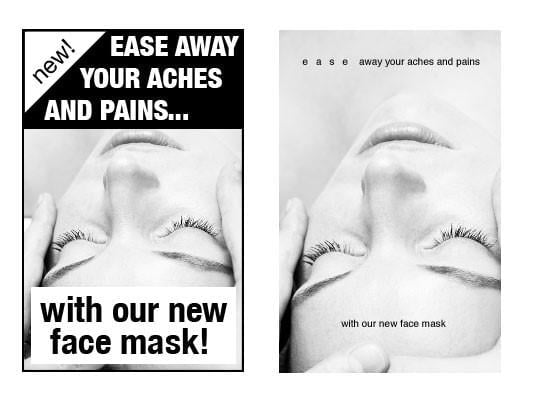 new!
EASE AWAY
YOUR ACHES
AND PAINS...
with our new
face mask!
e a s e away your aches and pains
with our new face mask